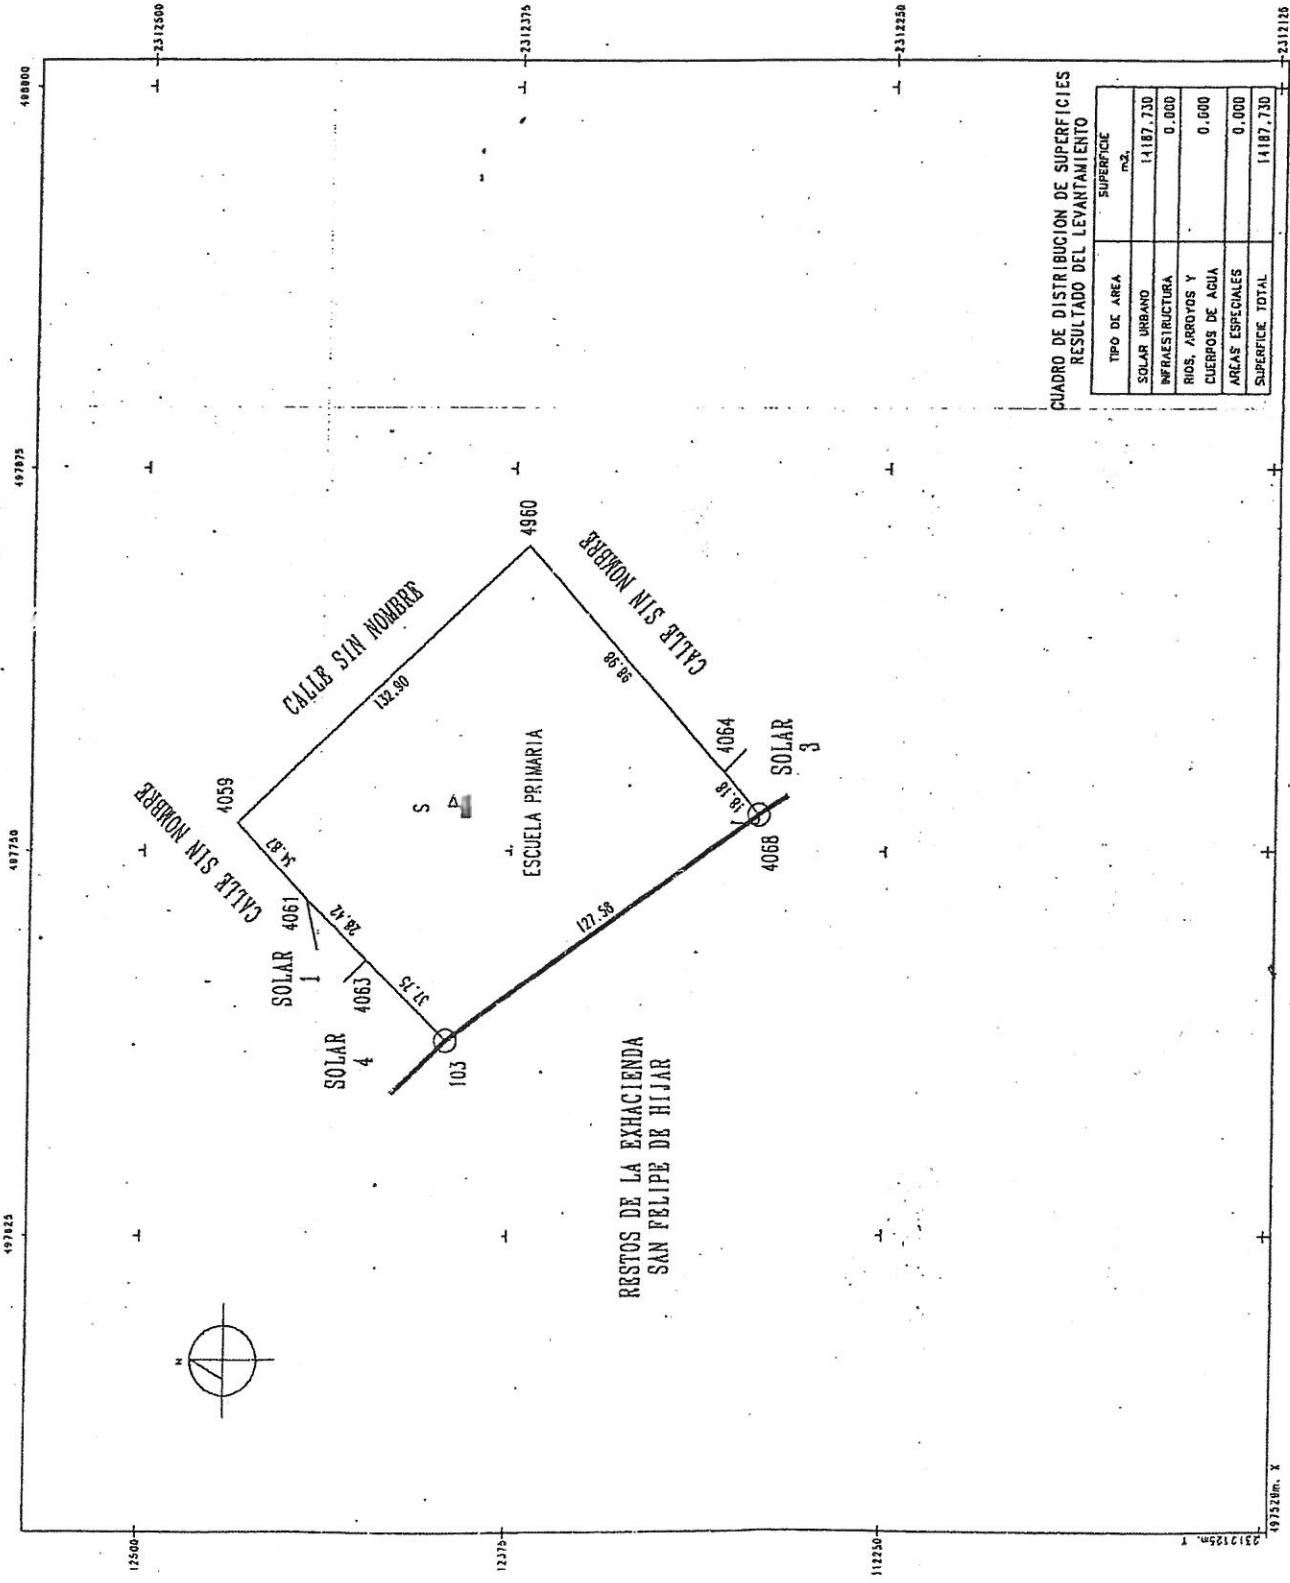 498000
497875
497750
497625
2312500
2312375
2312250
2312125
12500
12375
112250
2312125m. Y
497520m. X
N
CALLE SIN NOMBRE
4059
34.87
4061
28.42
4063
37.75
103
SOLAR
1
SOLAR
4
CALLE SIN NOMBRE
132.90
4960
CALLE SIN NOMBRE
98.98
4064
18.18
4068
SOLAR
3
127.58
S
ESCUELA PRIMARIA
RESTOS DE LA EXHACIENDA
SAN FELIPE DE HIJAR
CUADRO DE DISTRIBUCION DE SUPERFICIES
RESULTADO DEL LEVANTAMIENTO
TIPO DE AREA
SUPERFICIE
m2.
SOLAR URBANO 14187.730
INFRAESTRUCTURA 0.000
RIOS, ARROYOS Y
CUERPOS DE AGUA 0.000
AREAS ESPECIALES 0.000
SUPERFICIE TOTAL 14187.730